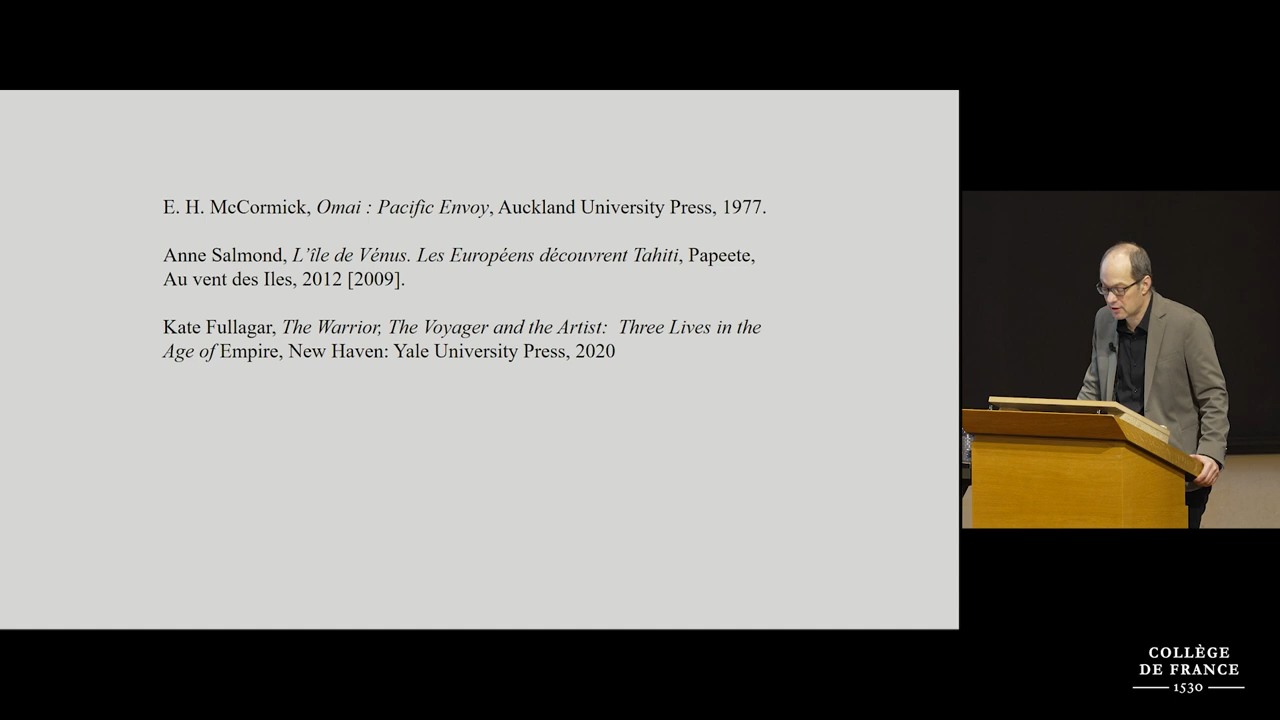 E. H. McCormick, Omai : Pacific Envoy, Auckland University Press, 1977.
Anne Salmond, L’île de Vénus. Les Européens découvrent Tahiti, Papeete,
Au vent des Iles, 2012 [2009].
Kate Fullagar, The Warrior, The Voyager and the Artist:  Three Lives in the
Age of Empire, New Haven: Yale University Press, 2020
COLLÈGE
DE FRANCE
1530